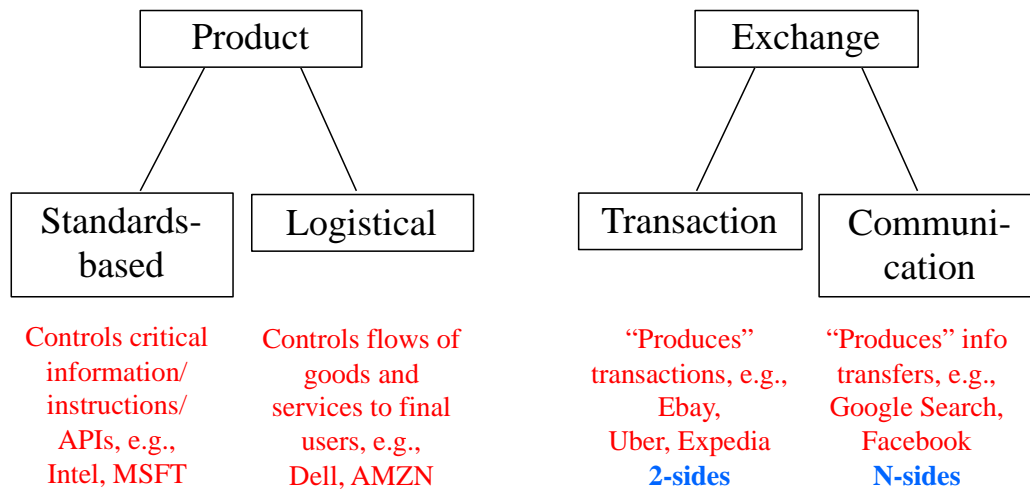 Product
Exchange
Standards-
based
Logistical
Transaction
Communi-
cation
Controls critical
information/
instructions/
APIs, e.g.,
Intel, MSFT
Controls flows of
goods and
services to final
users, e.g.,
Dell, AMZN
“Produces”
transactions, e.g.,
Ebay,
Uber, Expedia
2-sides
“Produces” info
transfers, e.g.,
Google Search,
Facebook
N-sides